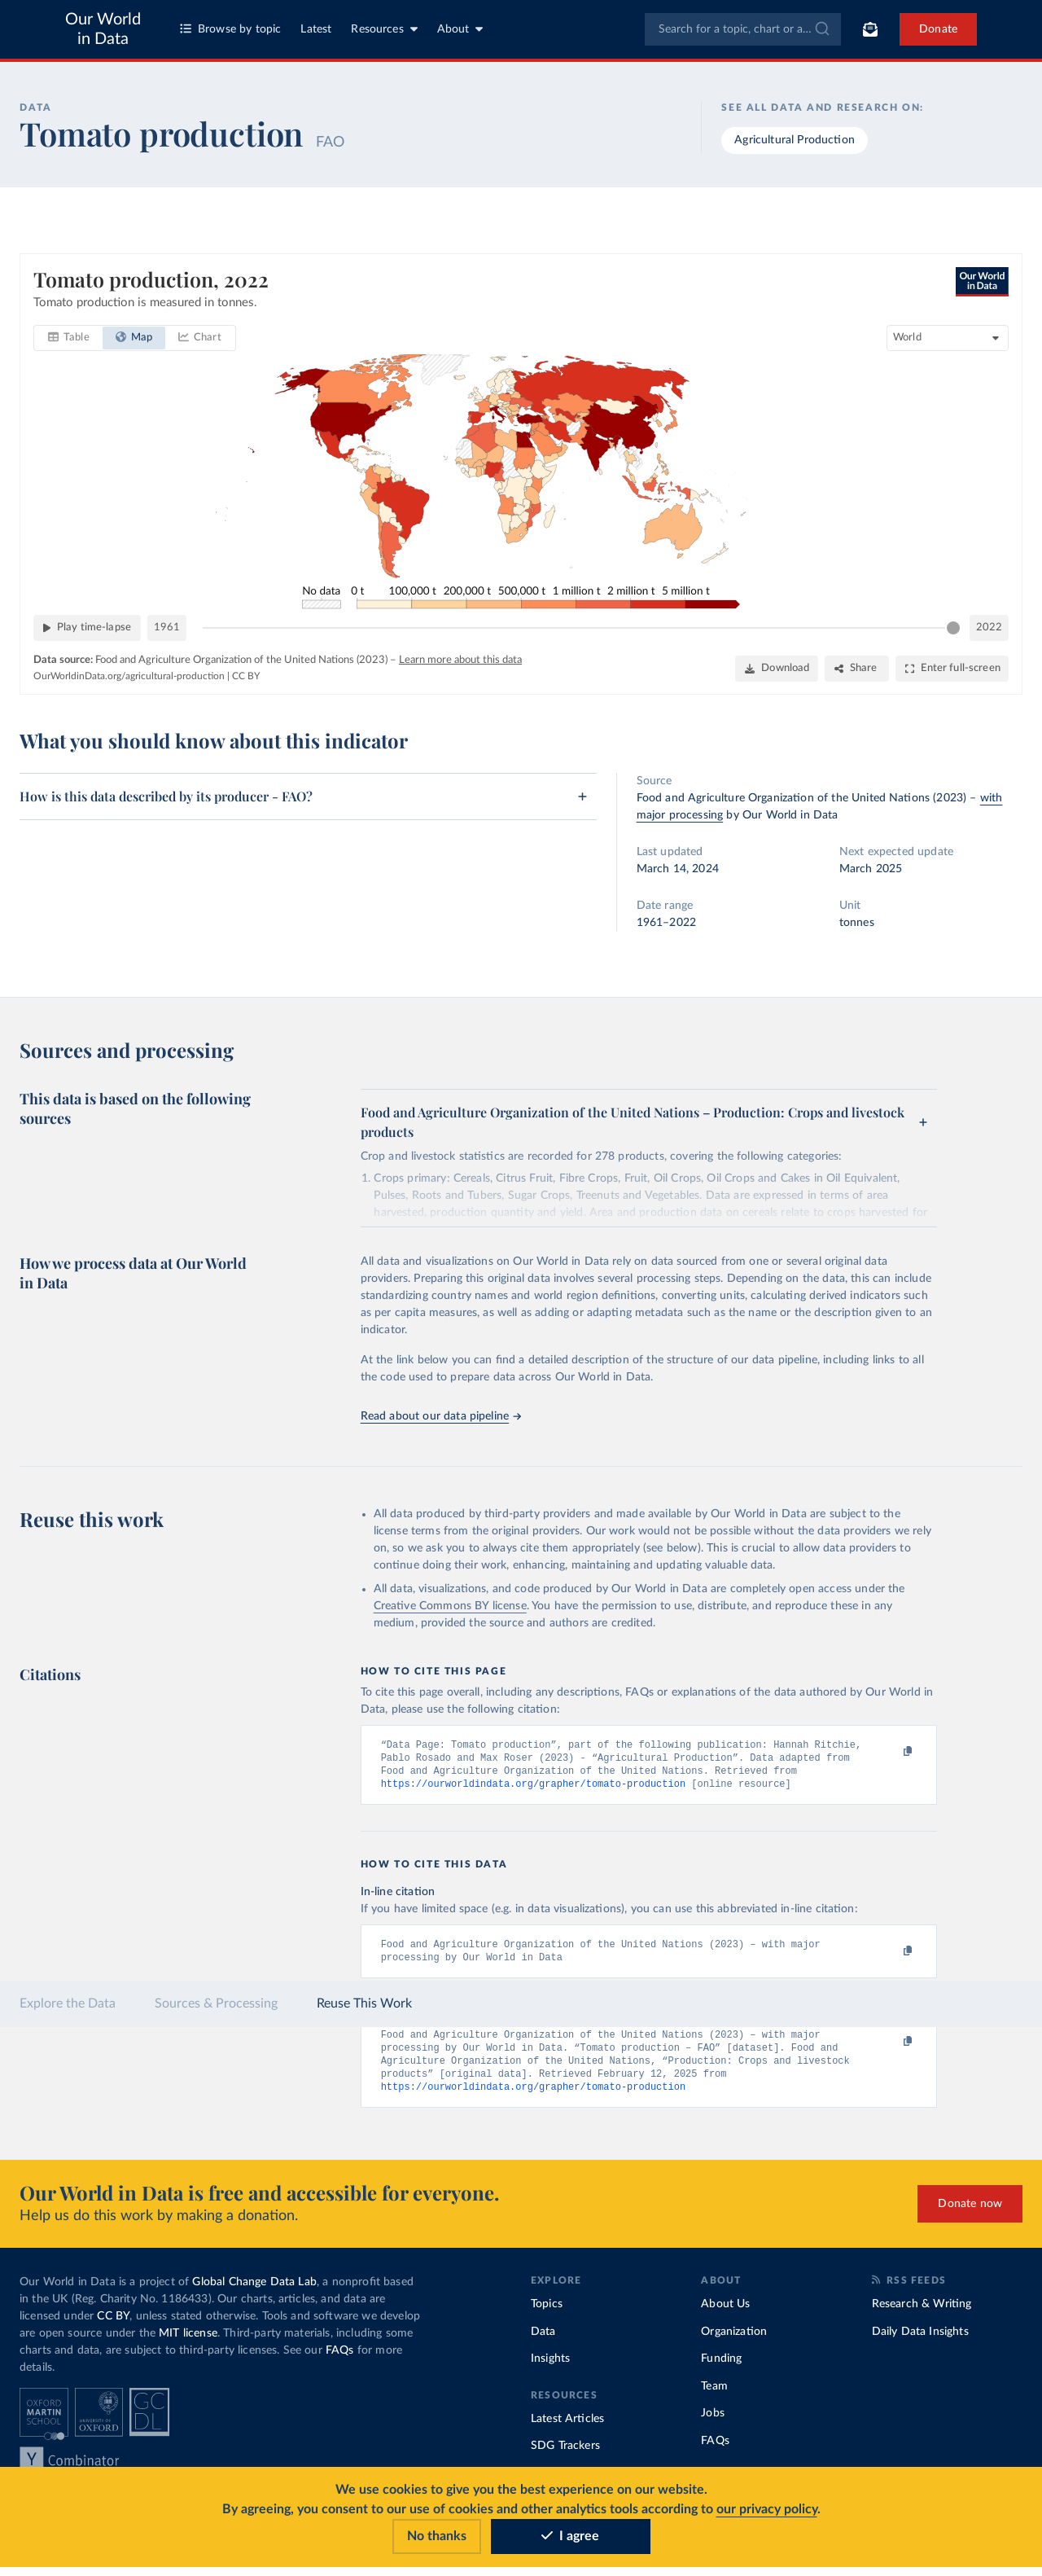 Our World
in Data
Browse by topic
Latest
Resources
About
Search for a topic, chart or a...
Donate
DATA
Tomato production FAO
SEE ALL DATA AND RESEARCH ON:
Agricultural Production
Tomato production, 2022
Tomato production is measured in tonnes.
Our World
in Data
Table
Map
Chart
World
No data
0 t
100,000 t
200,000 t
500,000 t
1 million t
2 million t
5 million t
Play time-lapse
1961
2022
Data source: Food and Agriculture Organization of the United Nations (2023) – Learn more about this data
OurWorldinData.org/agricultural-production | CC BY
Download
Share
Enter full-screen
What you should know about this indicator
How is this data described by its producer - FAO?
Source
Food and Agriculture Organization of the United Nations (2023) – with
major processing by Our World in Data
Last updated
March 14, 2024
Next expected update
March 2025
Date range
1961–2022
Unit
tonnes
Sources and processing
This data is based on the following
sources
Food and Agriculture Organization of the United Nations – Production: Crops and livestock
products
Crop and livestock statistics are recorded for 278 products, covering the following categories:
1. Crops primary: Cereals, Citrus Fruit, Fibre Crops, Fruit, Oil Crops, Oil Crops and Cakes in Oil Equivalent,
Pulses, Roots and Tubers, Sugar Crops, Treenuts and Vegetables. Data are expressed in terms of area
harvested, production quantity and yield. Area and production data on cereals relate to crops harvested for
How we process data at Our World
in Data
All data and visualizations on Our World in Data rely on data sourced from one or several original data
providers. Preparing this original data involves several processing steps. Depending on the data, this can include
standardizing country names and world region definitions, converting units, calculating derived indicators such
as per capita measures, as well as adding or adapting metadata such as the name or the description given to an
indicator.
At the link below you can find a detailed description of the structure of our data pipeline, including links to all
the code used to prepare data across Our World in Data.
Read about our data pipeline →
Reuse this work
• All data produced by third-party providers and made available by Our World in Data are subject to the
license terms from the original providers. Our work would not be possible without the data providers we rely
on, so we ask you to always cite them appropriately (see below). This is crucial to allow data providers to
continue doing their work, enhancing, maintaining and updating valuable data.
• All data, visualizations, and code produced by Our World in Data are completely open access under the
Creative Commons BY license. You have the permission to use, distribute, and reproduce these in any
medium, provided the source and authors are credited.
Citations
HOW TO CITE THIS PAGE
To cite this page overall, including any descriptions, FAQs or explanations of the data authored by Our World in
Data, please use the following citation:
“Data Page: Tomato production”, part of the following publication: Hannah Ritchie,
Pablo Rosado and Max Roser (2023) - “Agricultural Production”. Data adapted from
Food and Agriculture Organization of the United Nations. Retrieved from
https://ourworldindata.org/grapher/tomato-production [online resource]
HOW TO CITE THIS DATA
In-line citation
If you have limited space (e.g. in data visualizations), you can use this abbreviated in-line citation:
Food and Agriculture Organization of the United Nations (2023) – with major
processing by Our World in Data
Explore the Data
Sources & Processing
Reuse This Work
Food and Agriculture Organization of the United Nations (2023) – with major
processing by Our World in Data. “Tomato production – FAO” [dataset]. Food and
Agriculture Organization of the United Nations, “Production: Crops and livestock
products” [original data]. Retrieved February 12, 2025 from
https://ourworldindata.org/grapher/tomato-production
Our World in Data is free and accessible for everyone.
Help us do this work by making a donation.
Donate now
Our World in Data is a project of Global Change Data Lab, a nonprofit based
in the UK (Reg. Charity No. 1186433). Our charts, articles, and data are
licensed under CC BY, unless stated otherwise. Tools and software we develop
are open source under the MIT license. Third-party materials, including some
charts and data, are subject to third-party licenses. See our FAQs for more
details.
OXFORD
MARTIN
SCHOOL
UNIVERSITY OF
OXFORD
GC
DL
Y Combinator
EXPLORE
Topics
Data
Insights
RESOURCES
Latest Articles
SDG Trackers
ABOUT
About Us
Organization
Funding
Team
Jobs
FAQs
RSS FEEDS
Research & Writing
Daily Data Insights
We use cookies to give you the best experience on our website.
By agreeing, you consent to our use of cookies and other analytics tools according to our privacy policy.
No thanks
I agree